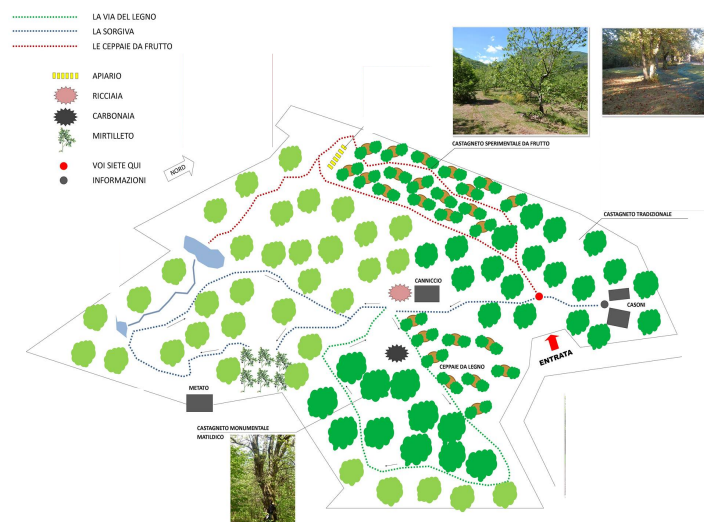 LA VIA DEL LEGNO
LA SORGIVA
LE CEPPAIE DA FRUTTO
APIARIO
RICCIAIA
CARBONAIA
MIRTILLETO
VOI SIETE QUI
INFORMAZIONI
NORD
CASTAGNETO SPERIMENTALE DA FRUTTO
CASTAGNETO TRADIZIONALE
CANNICCIO
CASONI
ENTRATA
CEPPAIE DA LEGNO
METATO
CASTAGNETO MONUMENTALE
MATILDICO